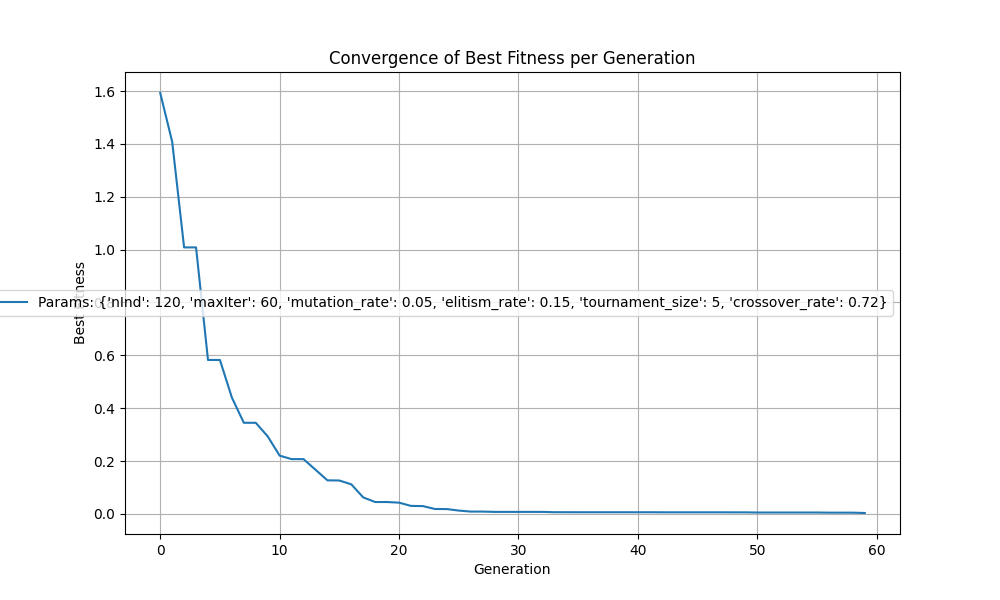 Convergence of Best Fitness per Generation
1.6
1.4
1.2
1.0
Params: {'nInd': 120, 'maxIter': 60, 'mutation_rate': 0.05, 'elitism_rate': 0.15, 'tournament_size': 5, 'crossover_rate': 0.72}
0.6
0.4
0.2
0.0
Best
0 10 20 30 40 50 60
Generation